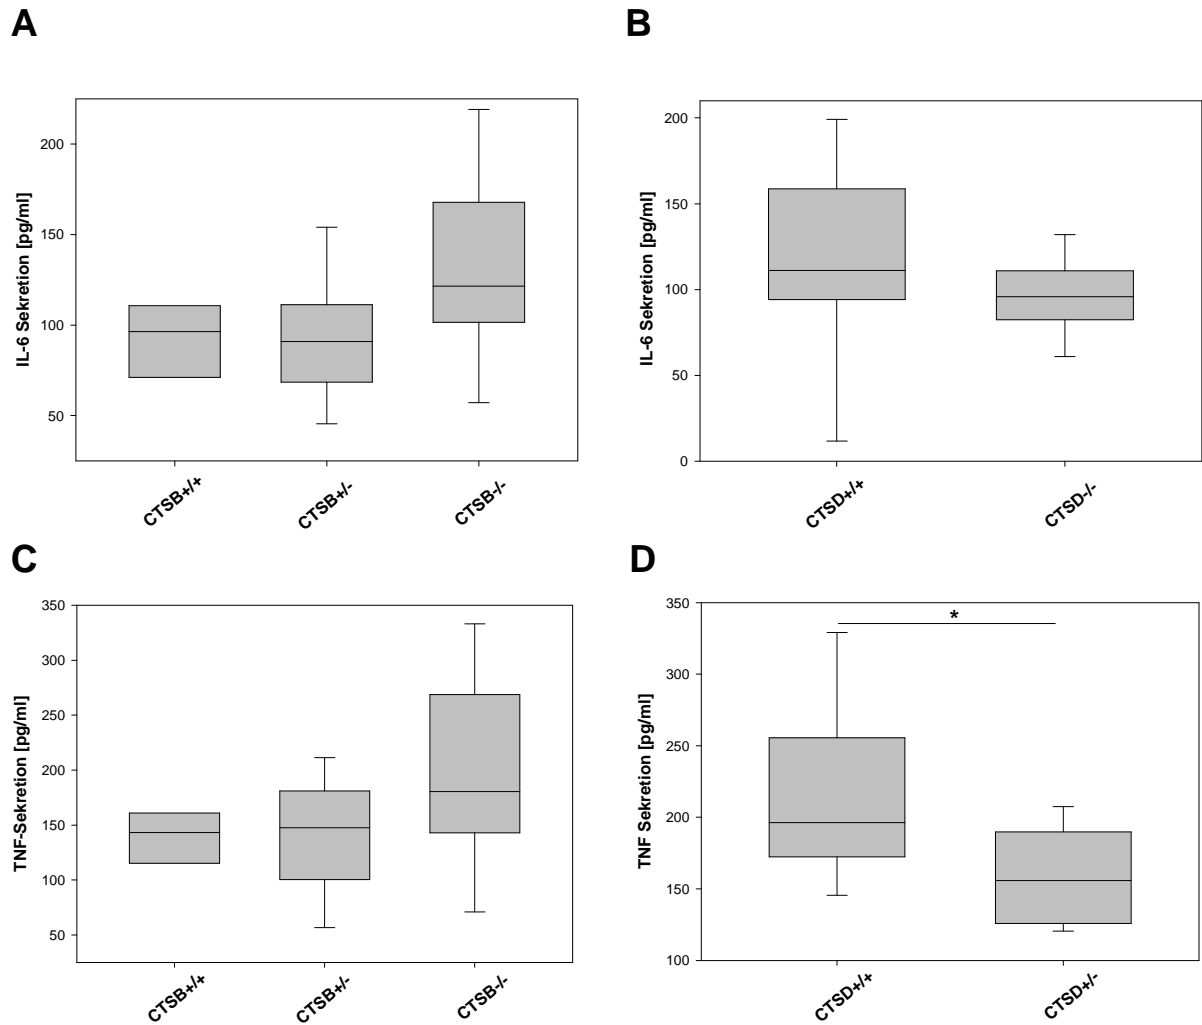 A
IL-6 Sekretion [pg/ml]
200
150
100
50
CTSB+/+
CTSB+/-
CTSB-/-
B
IL-6 Sekretion [pg/ml]
200
150
100
50
0
CTSD+/+
CTSD-/-
C
TNF-Sekretion [pg/ml]
350
300
250
200
150
100
50
CTSB+/+
CTSB+/-
CTSB-/-
D
TNF Sekretion [pg/ml]
350
300
250
200
150
100
*
CTSD+/+
CTSD+/-